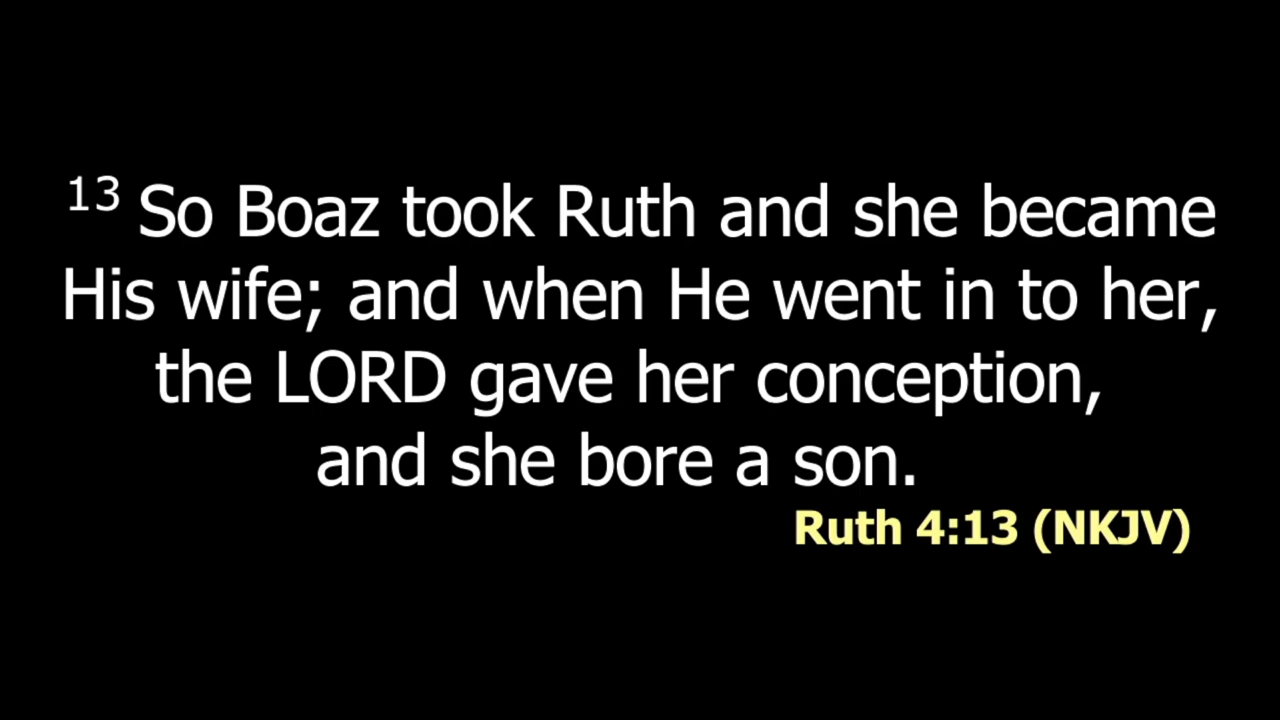 13 So Boaz took Ruth and she became
His wife; and when He went in to her,
the LORD gave her conception,
and she bore a son.
Ruth 4:13 (NKJV)